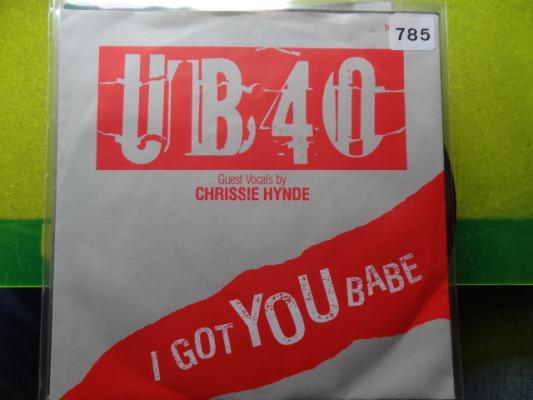 785
UB40
Guest Vocals by
CHRISSIE HYNDE
I GOT YOU BABE